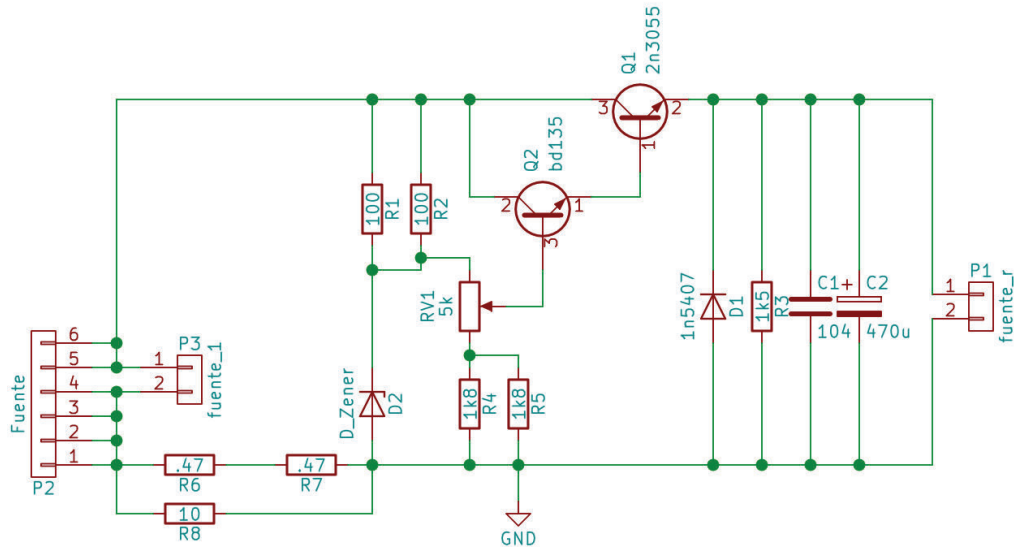 Q1
2n3055
3
2
1
Q2
bd135
2
1
3
100
R1
100
R2
RV1
5k
1n5407
D1
1k5
R3
C1
104
+
C2
470u
P1
1
2
fuente_r
D_Zener
D2
1k8
R4
1k8
R5
Fuente
6
5
4
3
2
1
P2
P3
1
2
fuente_1
.47
R6
.47
R7
10
R8
GND